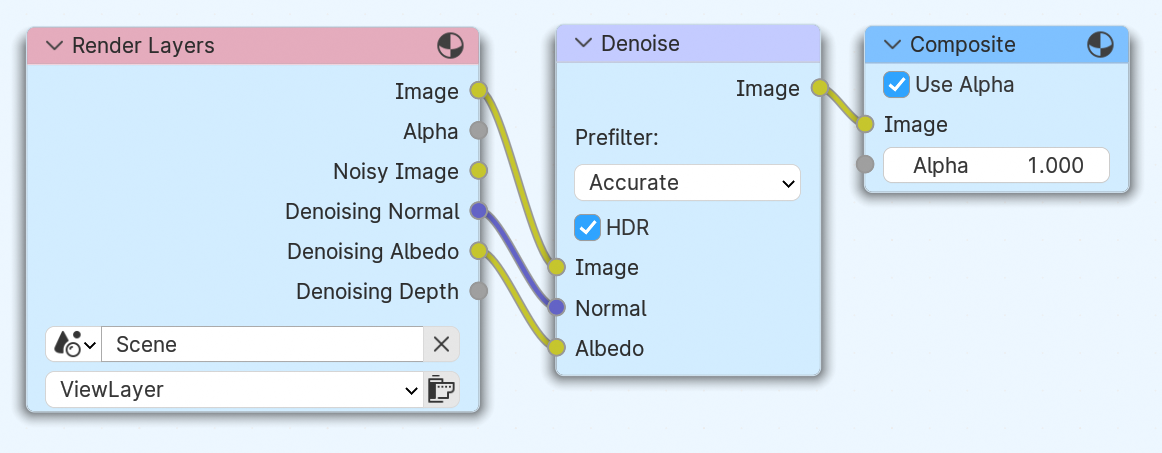 Render Layers
Image
Alpha
Noisy Image
Denoising Normal
Denoising Albedo
Denoising Depth
Scene
ViewLayer
Denoise
Image
Prefilter:
Accurate
HDR
Image
Normal
Albedo
Composite
Use Alpha
Image
Alpha 1.000